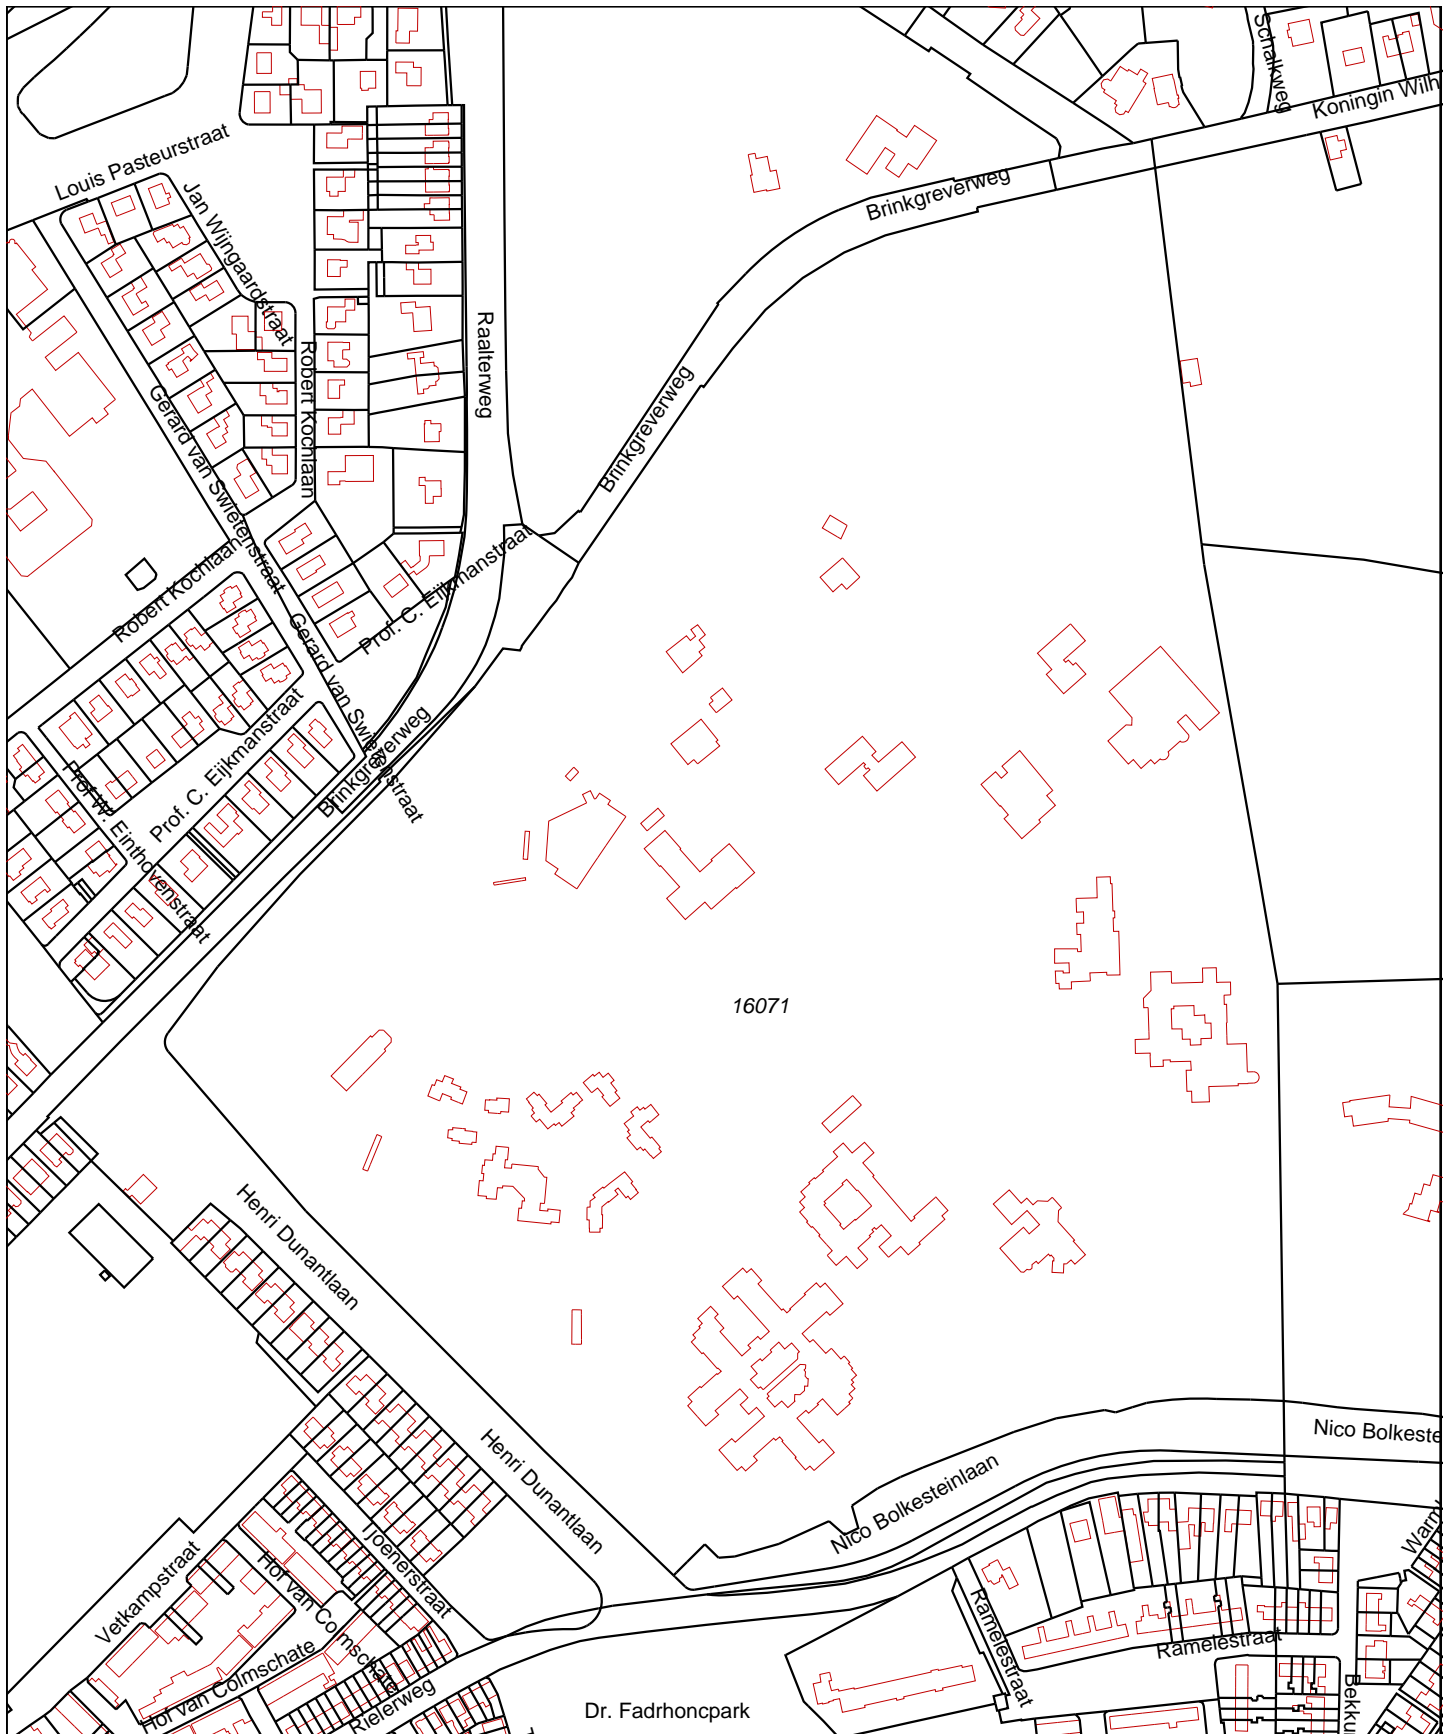 Schalkweg
Koningin Wilh
Louis Pasteurstraat
Jan Wijngaardstraat
Brinkgreverweg
Raalterweg
Robert Kochlaan
Brinkgreverweg
Gerard van Swietenstraat
Robert Kochlaan
Prof. C. Eijkmanstraat
Gerard van Swietenstraat
Brinkgreverweg
Prof. C. Eijkmanstraat
Prof W. Einthovenstraat
16071
Henri Dunantlaan
Henri Dunantlaan
Nico Bolkeste
Nico Bolkesteinlaan
Joenerstraat
Hof van Colmschate
Vetkampstraat
Hof van Colmschate
Rielerweg
Ramelestraat
Ramelestraat
Dr. Fadrhoncpark